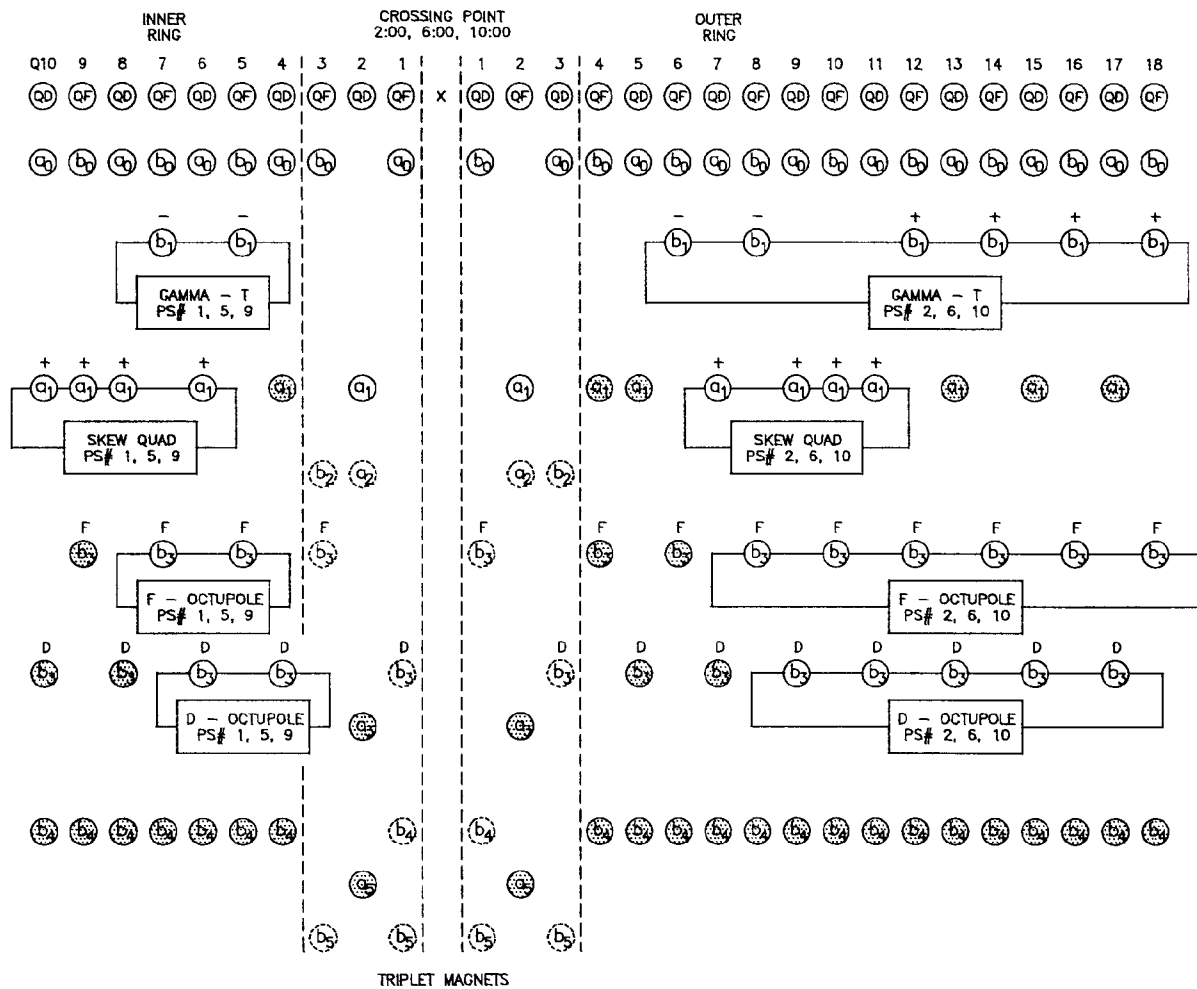 INNER
RING
CROSSING POINT
2:00, 6:00, 10:00
OUTER
RING
Q10 9 8 7 6 5 4 3 2 1 1 2 3 4 5 6 7 8 9 10 11 12 13 14 15 16 17 18
QD QF QD QF QD QF QD QF QD QF X QD QF QD QF QD QF QD QF QD QF QD QF QD QF QD QF QD QF
a0 b0 a0 b0 a0 b0 a0 b0 a0 b0 a0 b0 a0 b0 a0 b0 a0 b0 a0 b0 a0 b0 a0 b0 a0 b0
- - - - + + + +
b1 b1 b1 b1 b1 b1 b1 b1
GAMMA - T
PS# 1, 5, 9
GAMMA - T
PS# 2, 6, 10
+ + + + + + + +
a1 a1 a1 a1 a1 a1 a1 a1 a1 a1 a1 a1 a1 a1 a1 a1
SKEW QUAD
PS# 1, 5, 9
SKEW QUAD
PS# 2, 6, 10
b2 a2 a2 b2
F F F F F F F F F F F F F
b3 b3 b3 b3 b3 b3 b3 b3 b3 b3 b3 b3 b3
F - OCTUPOLE
PS# 1, 5, 9
F - OCTUPOLE
PS# 2, 6, 10
D D D D D D D D D D D D D
b3 b3 b3 b3 b3 b3 b3 b3 b3 b3 b3 b3 b3
D - OCTUPOLE
PS# 1, 5, 9
D - OCTUPOLE
PS# 2, 6, 10
a3 a3
b4 b4 b4 b4 b4 b4 b4 b4 b4 b4 b4 b4 b4 b4 b4 b4 b4 b4 b4 b4 b4 b4 b4 b4
a5 a5
b5 b5 b5 b5
TRIPLET MAGNETS